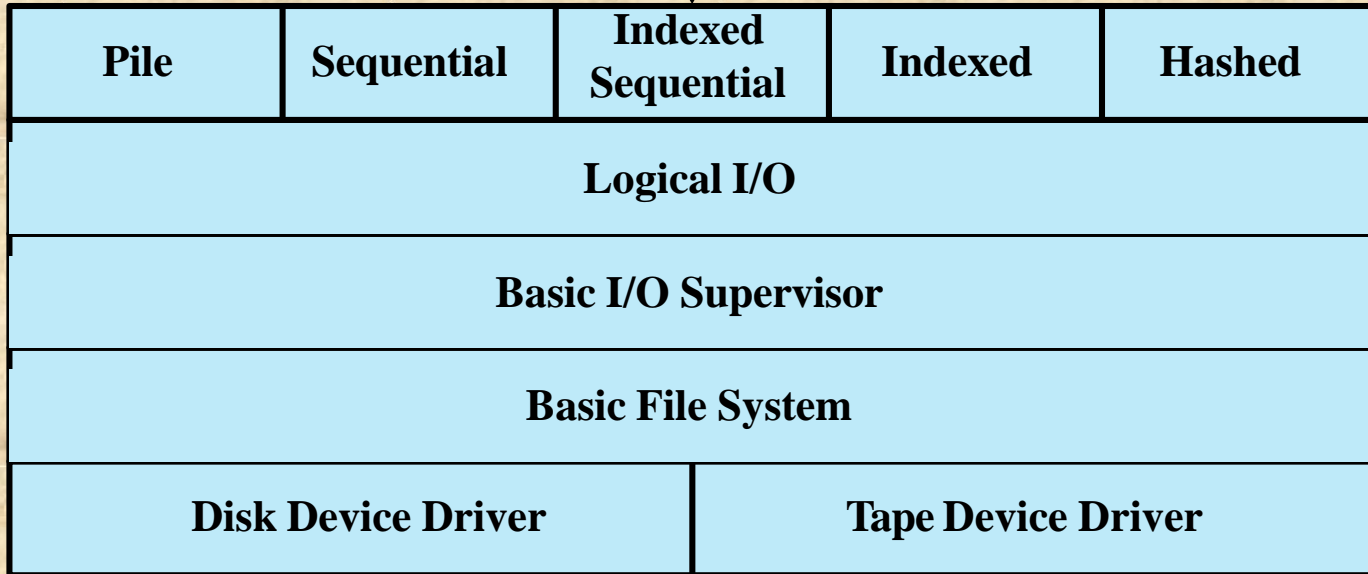 Pile
Sequential
Indexed
Sequential
Indexed
Hashed
Logical I/O
Basic I/O Supervisor
Basic File System
Disk Device Driver
Tape Device Driver